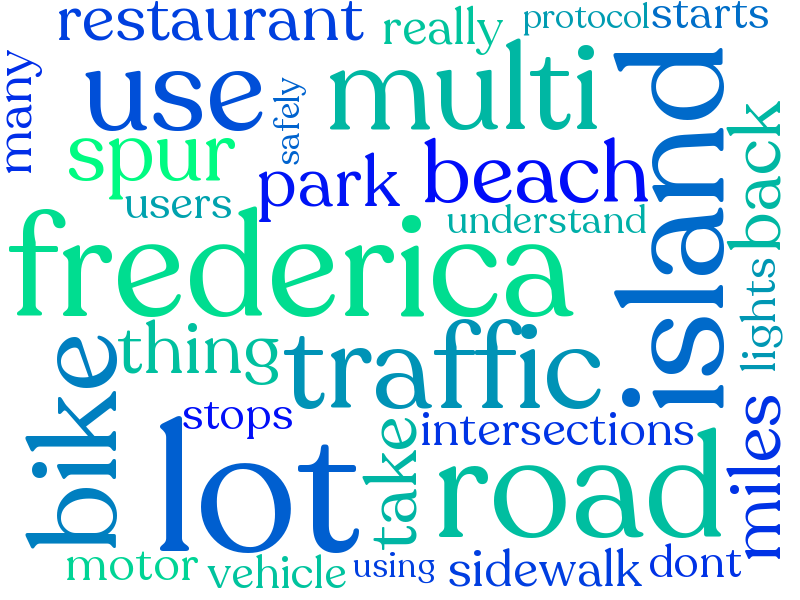 restaurant
really
protocol
starts
many
use
safely
multi
island
spur
users
park
beach
back
understand
frederica
lights
thing
traffic
bike
stops
lot
take
intersections
road
miles
motor
vehicle
using
sidewalk
dont